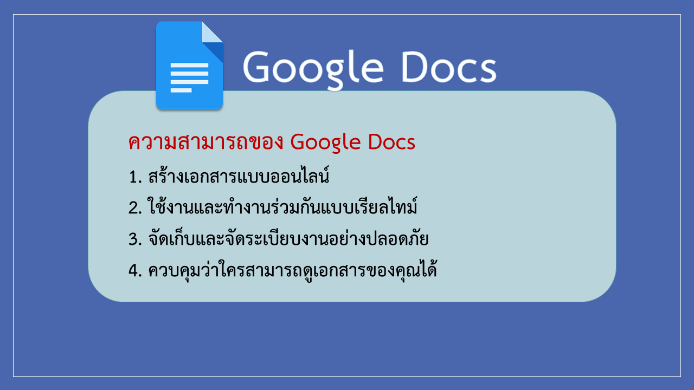 Google Docs
ความสามารถของ Google Docs
1. สร้างเอกสารแบบออนไลน์
2. ใช้งานและทำงานร่วมกันแบบเรียลไทม์
3. จัดเก็บและจัดระเบียบงานอย่างปลอดภัย
4. ควบคุมว่าใครสามารถดูเอกสารของคุณได้